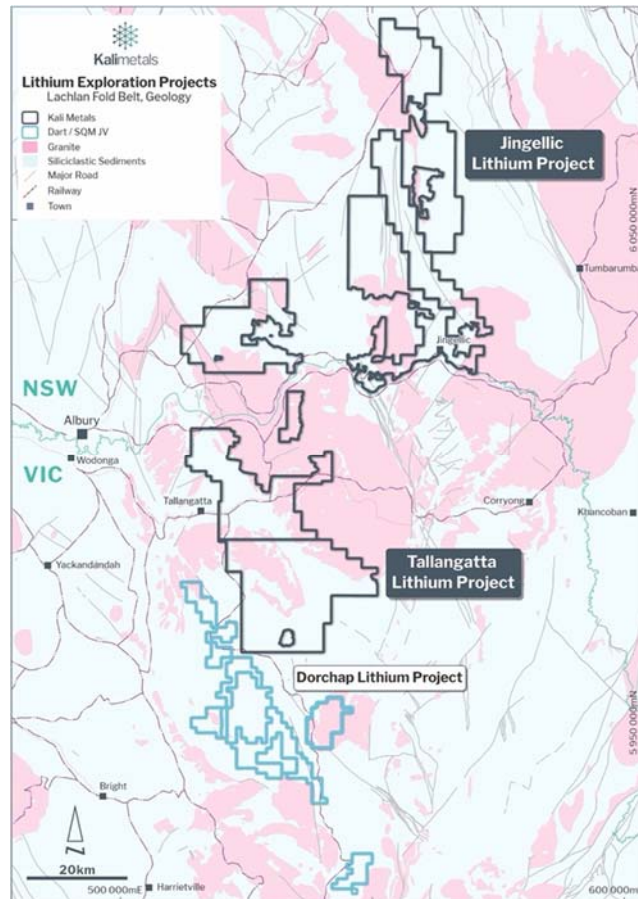 Kalimetals
Lithium Exploration Projects
Lachlan Fold Belt, Geology
Kali Metals
Dart / SQM JV
Granite
Siliciclastic Sediments
Major Road
Railway
Town
Jingellic
Lithium Project
6 050 000mN
Tumbarumba
Jingellic
NSW
Albury
VIC
Wodonga
Tallangatta
Corryong
Khancoban
Yackandandah
Tallangatta
Lithium Project
Dorchap Lithium Project
5 950 000mN
Bright
Z
20km
500 000mE
Harrietville
600 000m